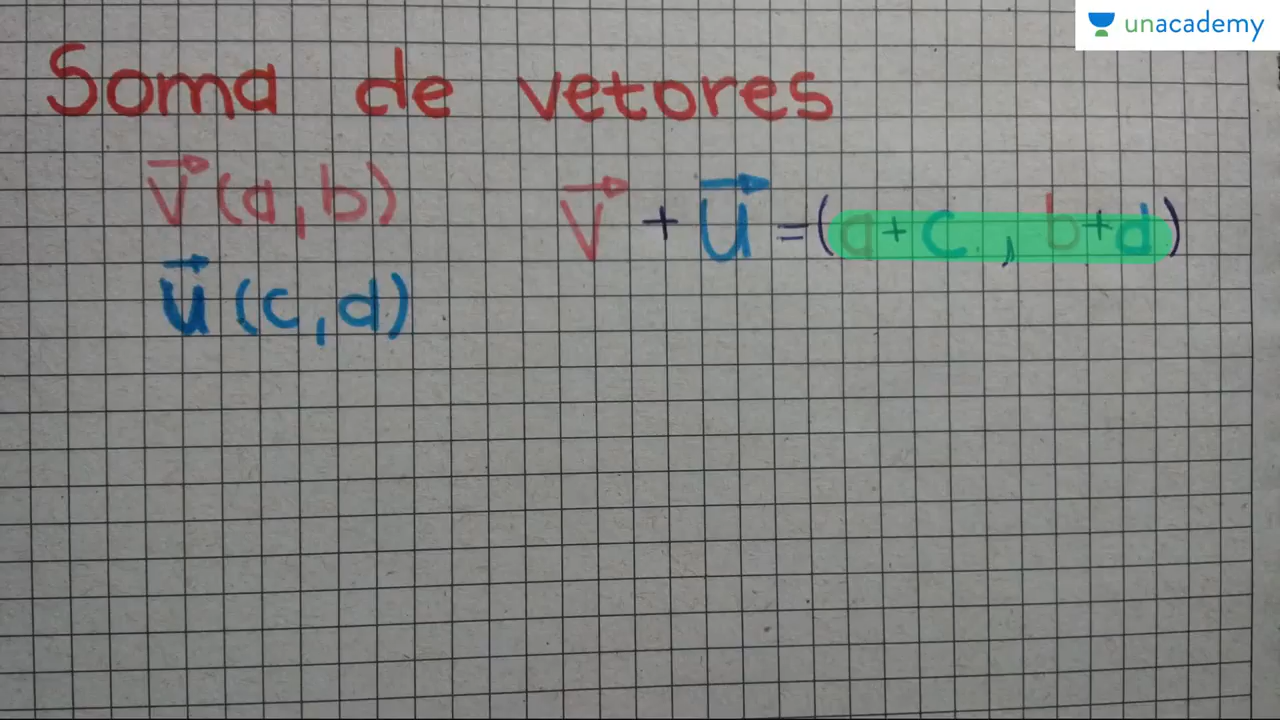 unacademy
Soma de vetores
v⃗ (a, b)
v⃗ + u⃗ = (a + c, b + d)
u⃗ (c, d)